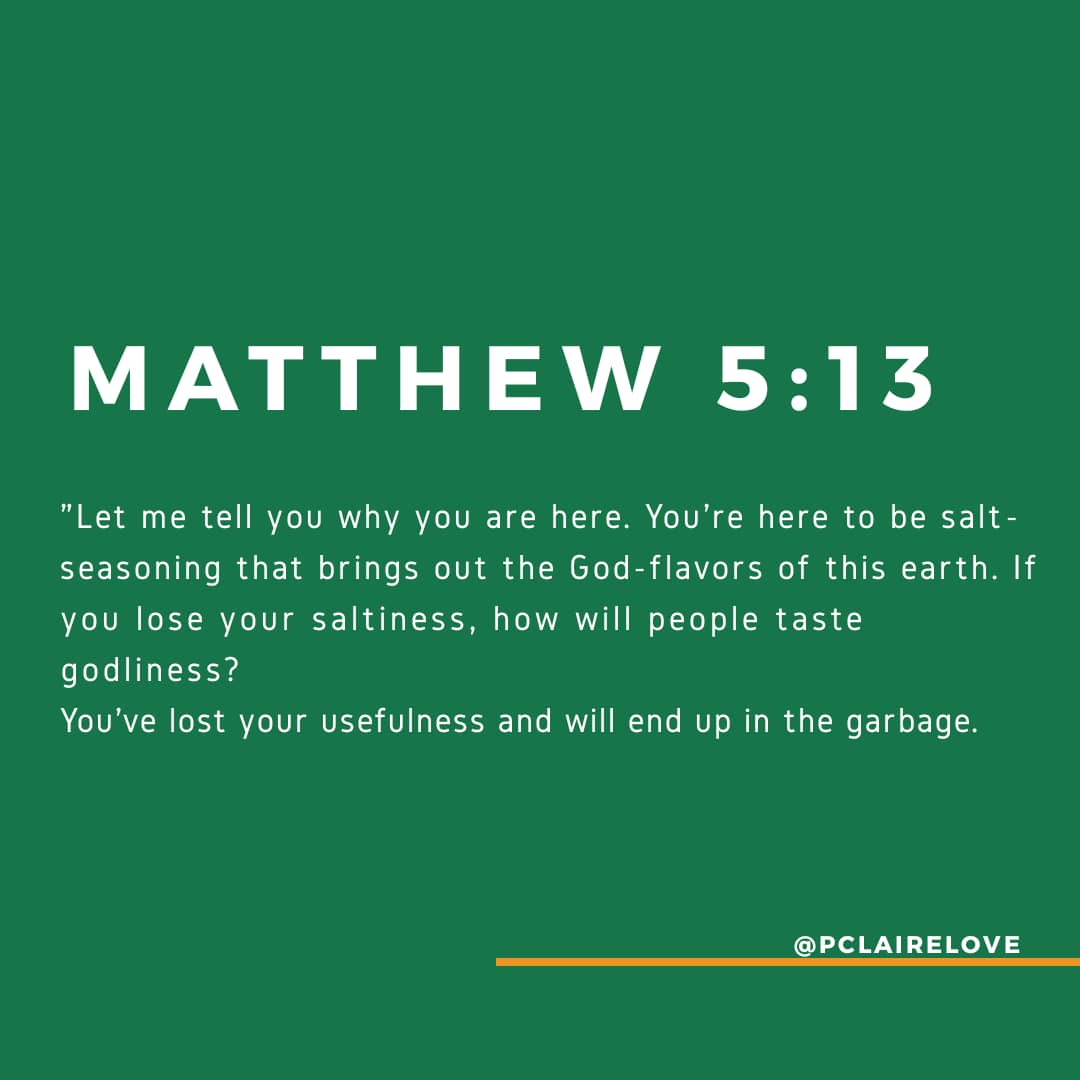 MATTHEW 5:13
”Let me tell you why you are here. You’re here to be salt-
seasoning that brings out the God-flavors of this earth. If
you lose your saltiness, how will people taste
godliness?
You’ve lost your usefulness and will end up in the garbage.
@PCLAIRELOVE